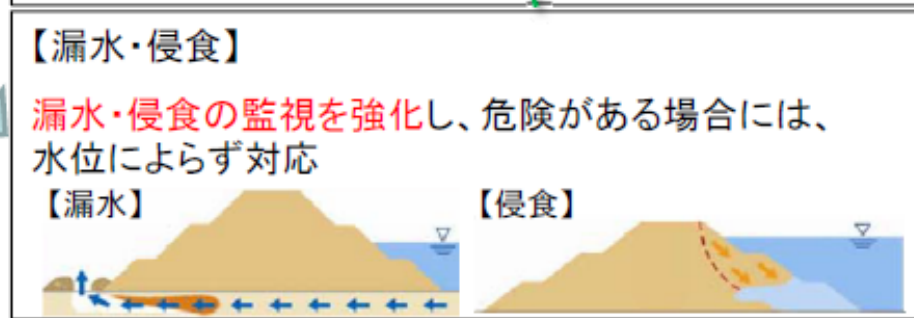 【漏水・侵食】
漏水・侵食の監視を強化し、危険がある場合には、
水位によらず対応
【漏水】
【侵食】